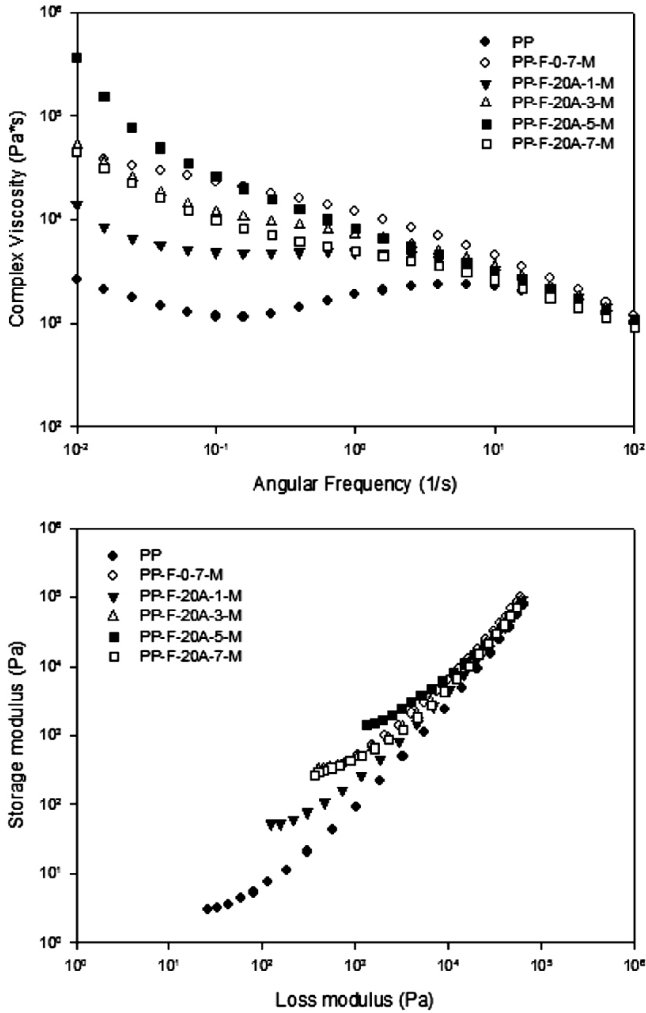 10⁶
10⁵
10⁴
10³
10²
Complex Viscosity (Pa*s)
PP
PP-F-0-7-M
PP-F-20A-1-M
PP-F-20A-3-M
PP-F-20A-5-M
PP-F-20A-7-M
10⁻² 10⁻¹ 10⁰ 10¹ 10²
Angular Frequency (1/s)
10⁶
10⁵
10⁴
10³
10²
10¹
10⁰
Storage modulus (Pa)
PP
PP-F-0-7-M
PP-F-20A-1-M
PP-F-20A-3-M
PP-F-20A-5-M
PP-F-20A-7-M
10⁰ 10¹ 10² 10³ 10⁴ 10⁵ 10⁶
Loss modulus (Pa)